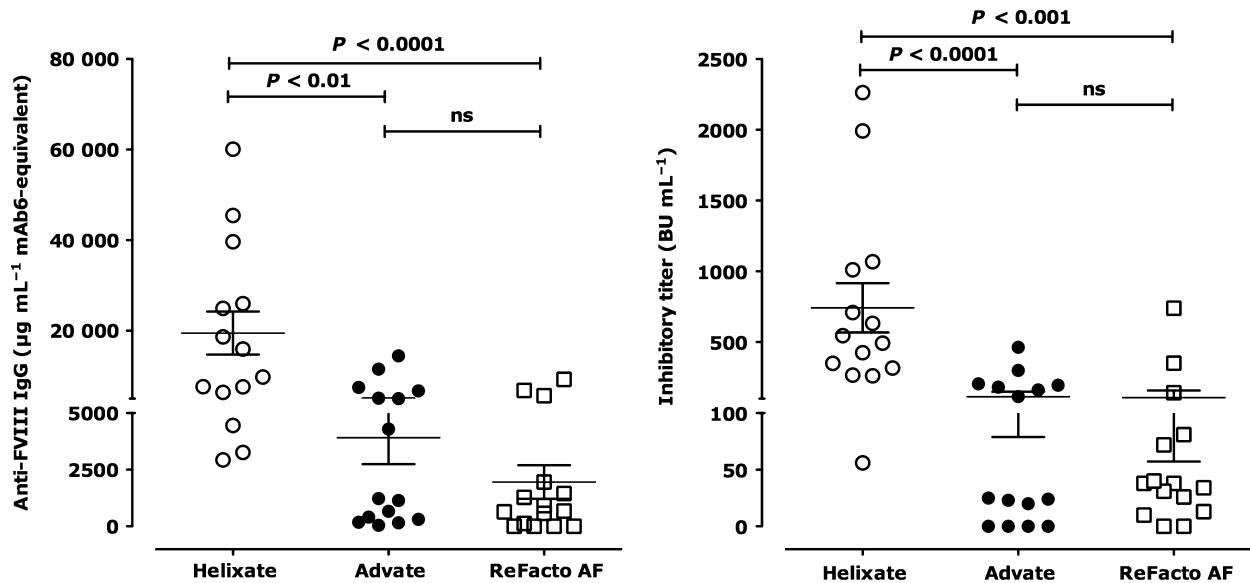 Anti-FVIII IgG (µg mL⁻¹ mAb6-equivalent)
80 000
60 000
40 000
20 000
5000
2500
0
P < 0.0001
P < 0.01
ns
Helixate Advate ReFacto AF
Inhibitory titer (BU mL⁻¹)
2500
2000
1500
1000
500
100
50
0
P < 0.001
P < 0.0001
ns
Helixate Advate ReFacto AF